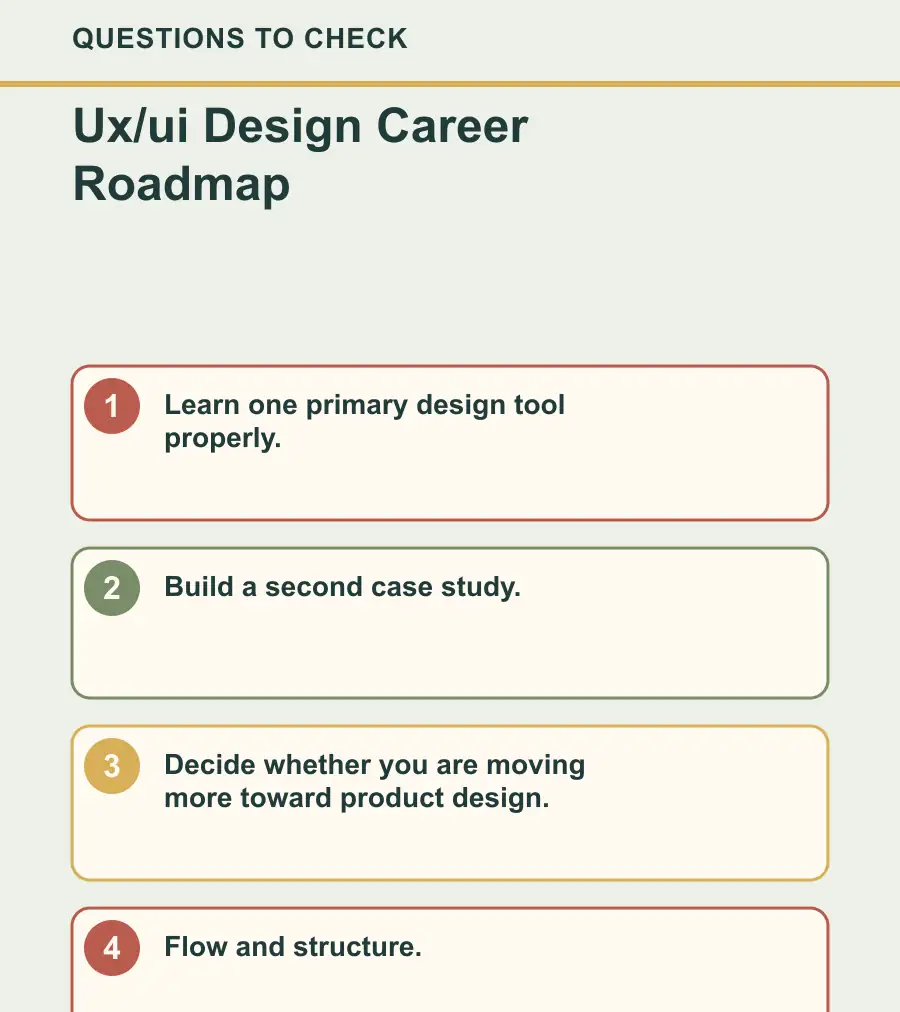 QUESTIONS TO CHECK
Ux/ui Design Career
Roadmap
1
Learn one primary design tool
properly.
2
Build a second case study.
3
Decide whether you are moving
more toward product design.
4
Flow and structure.